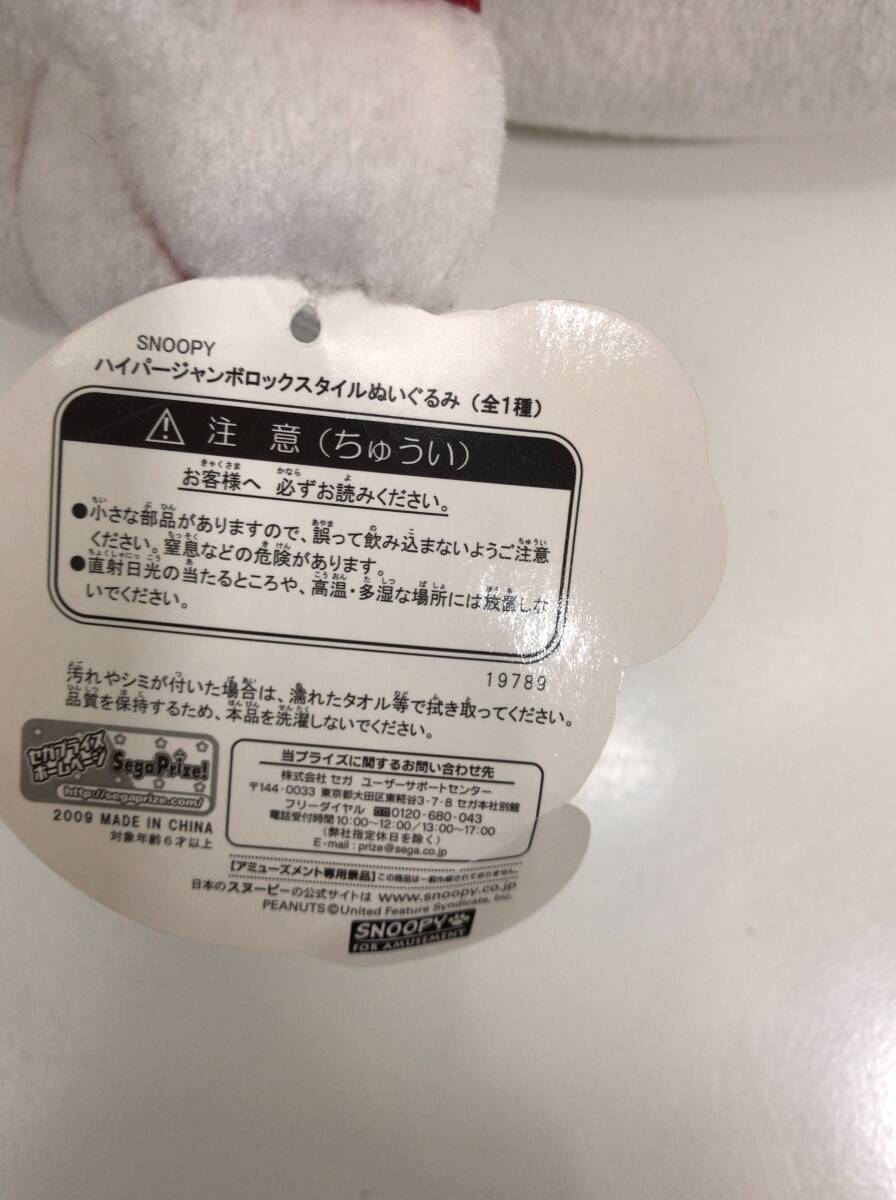 SNOOPY
ハイパージャンボロックスタイルぬいぐるみ（全1種）
注 意（ちゅうい）
お客様へ 必ずお読みください。
●小さな部品がありますので、誤って飲み込まないようご注意
ください。窒息などの危険があります。
●直射日光の当たるところや、高温・多湿な場所には放置しな
いでください。
19789
汚れやシミが付いた場合は、濡れたタオル等で拭き取ってください。
品質を保持するため、本品を洗濯しないでください。
セガプライズ
ホームページ
SegaPrize!
http://segaprize.com/
2009 MADE IN CHINA
対象年齢6才以上
当プライズに関するお問い合わせ先
株式会社 セガ ユーザーサポートセンター
〒144-0033 東京都大田区東糀谷3-7-8 セガ本社別館
フリーダイヤル 0120-680-043
電話受付時間 10:00〜12:00/13:00〜17:00
(弊社指定休日を除く)
E-mail : prize@sega.co.jp
【アミューズメント専用景品】この商品は一般市販されておりません。
日本のスヌーピーの公式サイトは www.snoopy.co.jp
PEANUTS©United Feature Syndicate, Inc.
SNOOPY
FOR AMUSEMENT